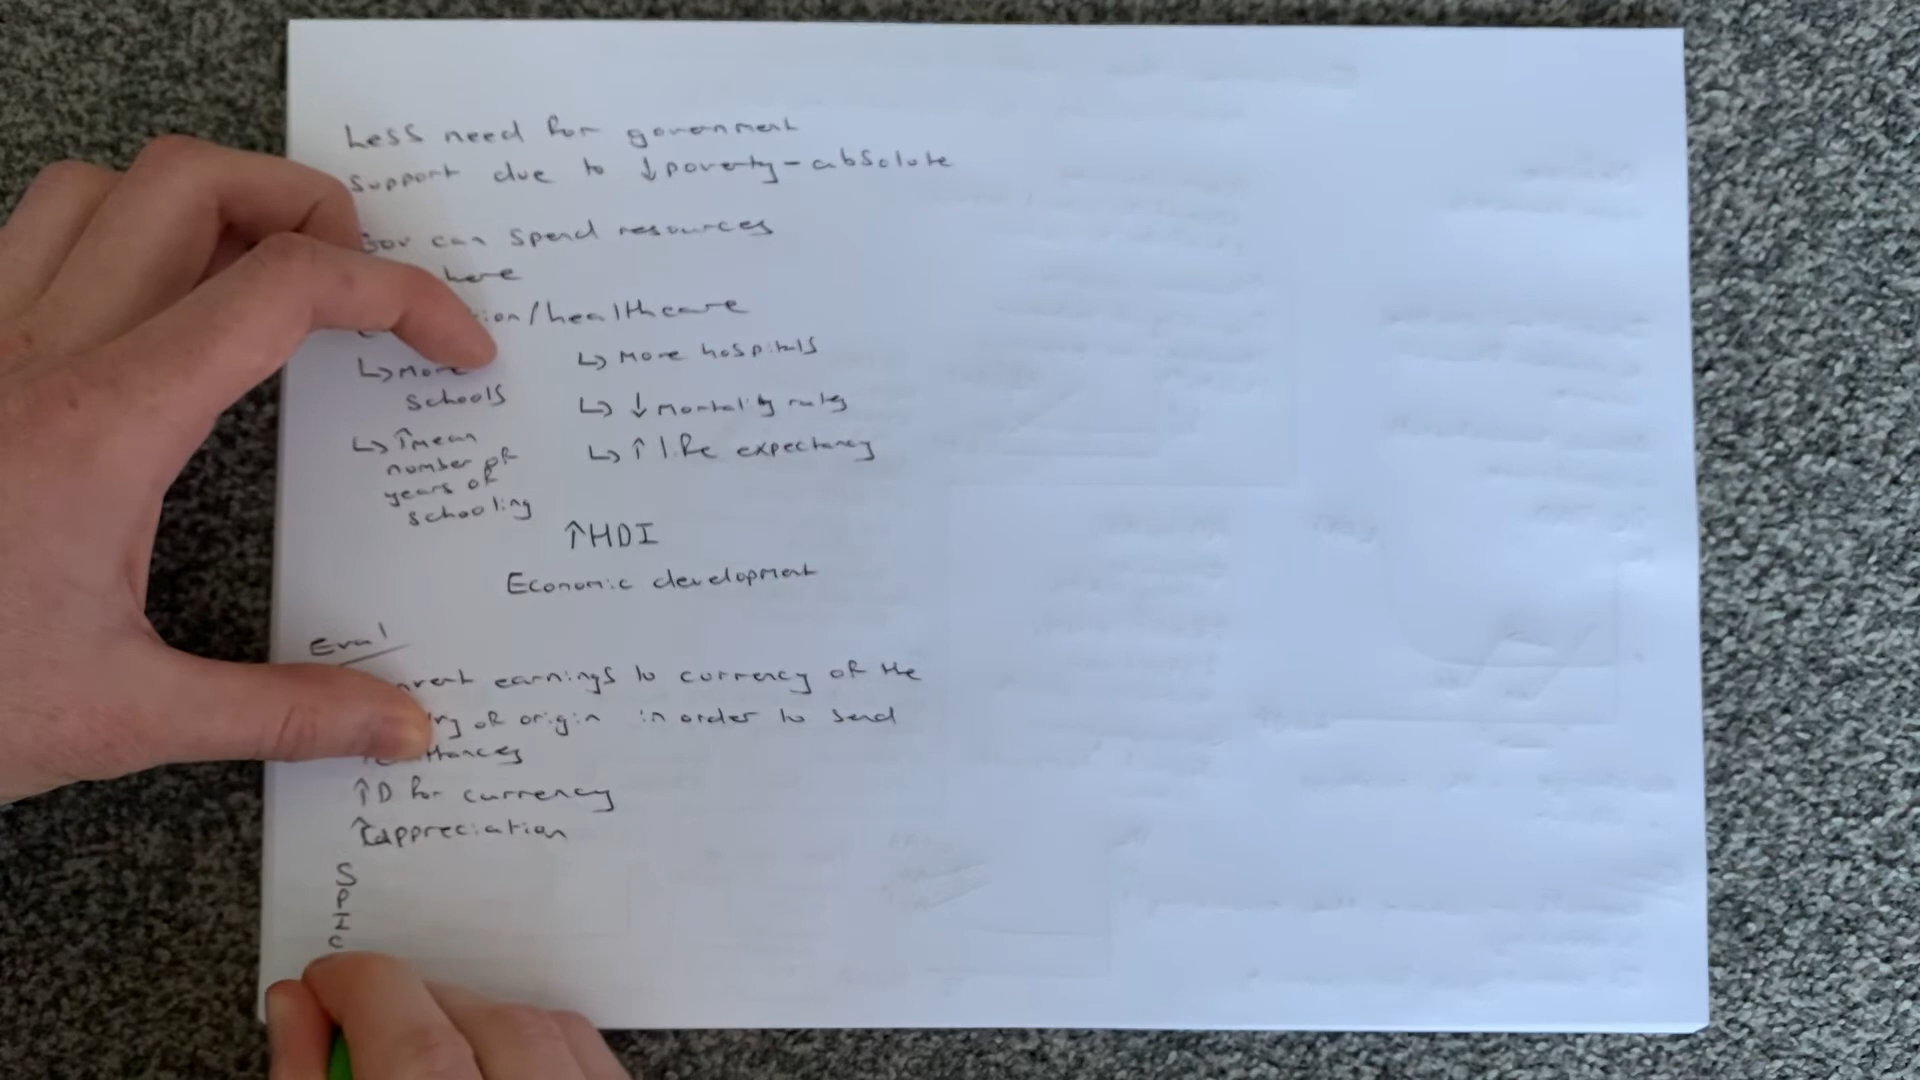 Less need for government
support due to ↓poverty - absolute
Gov can spend resources
here
/healthcare
↳ More
schools
↳ ↑mean
number of
years of
schooling
↳ More hospitals
↳ ↓ mortality rates
↳ ↑ life expectancy
↑HDI
Economic development
Eval
earnings to currency of the
of origin in order to send
↑D for currency
appreciation
S
P
I
C